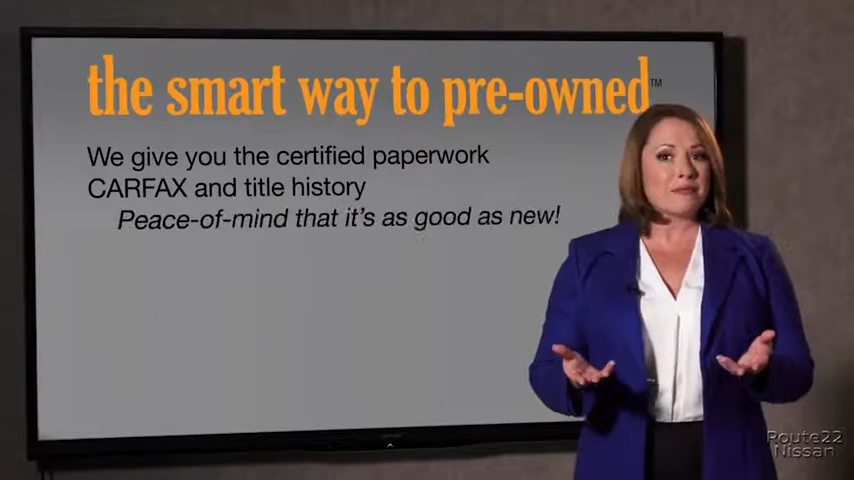 the smart way to pre-owned™
We give you the certified paperwork
CARFAX and title history
Peace-of-mind that it's as good as new!
Route22
Nissan